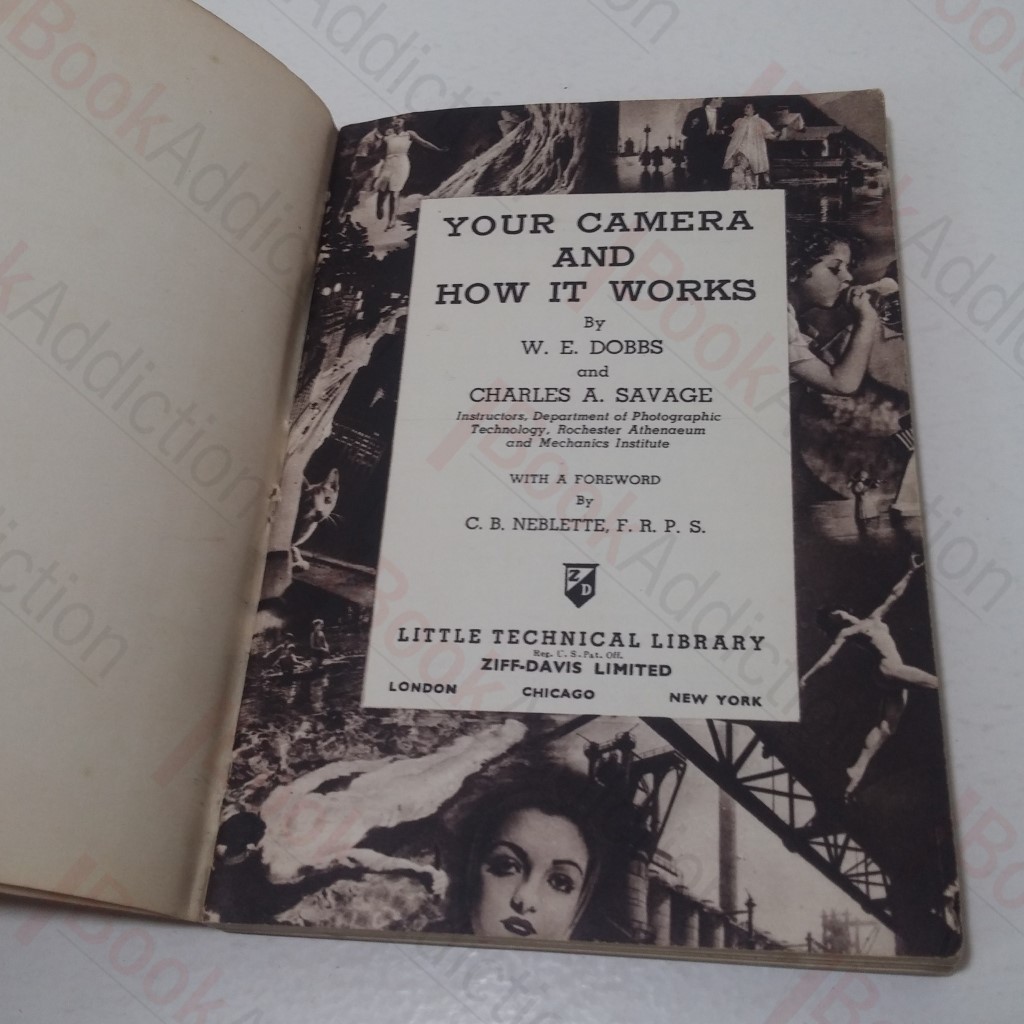 YOUR CAMERA
AND
HOW IT WORKS
By
W. E. DOBBS
and
CHARLES A. SAVAGE
Instructors, Department of Photographic
Technology, Rochester Athenaeum
and Mechanics Institute
WITH A FOREWORD
By
C. B. NEBLETTE, F. R. P. S.
Z
D
LITTLE TECHNICAL LIBRARY
Reg. U. S. Pat. Off.
ZIFF-DAVIS LIMITED
LONDON CHICAGO NEW YORK
BookAddiction